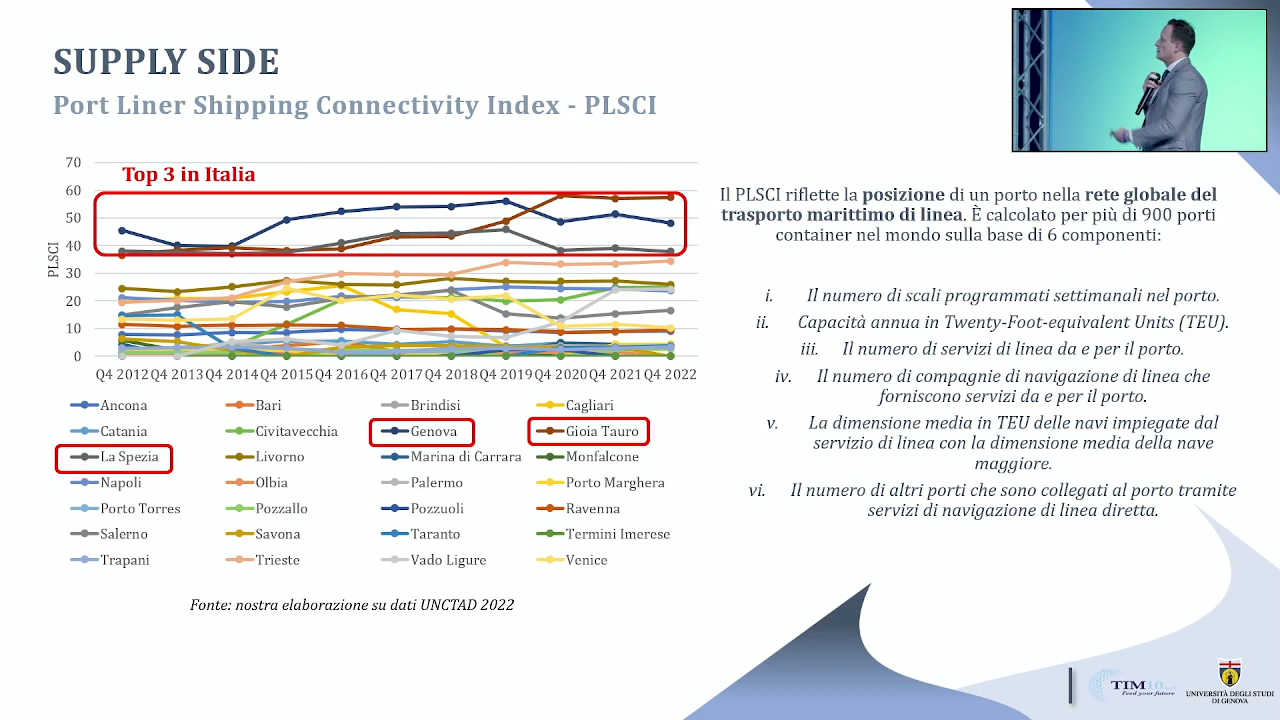 SUPPLY SIDE
Port Liner Shipping Connectivity Index - PLSCI
Top 3 in Italia
PLSCI
70
60
50
40
30
20
10
0
Q4 2012 Q4 2013 Q4 2014 Q4 2015 Q4 2016 Q4 2017 Q4 2018 Q4 2019 Q4 2020 Q4 2021 Q4 2022
Ancona Bari Brindisi Cagliari
Catania Civitavecchia Genova Gioia Tauro
La Spezia Livorno Marina di Carrara Monfalcone
Napoli Olbia Palermo Porto Marghera
Porto Torres Pozzallo Pozzuoli Ravenna
Salerno Savona Taranto Termini Imerese
Trapani Trieste Vado Ligure Venice
Fonte: nostra elaborazione su dati UNCTAD 2022
Il PLSCI riflette la posizione di un porto nella rete globale del
trasporto marittimo di linea. È calcolato per più di 900 porti
container nel mondo sulla base di 6 componenti:
i. Il numero di scali programmati settimanali nel porto.
ii. Capacità annua in Twenty-Foot-equivalent Units (TEU).
iii. Il numero di servizi di linea da e per il porto.
iv. Il numero di compagnie di navigazione di linea che
forniscono servizi da e per il porto.
v. La dimensione media in TEU delle navi impiegate dal
servizio di linea con la dimensione media della nave
maggiore.
vi. Il numero di altri porti che sono collegati al porto tramite
servizi di navigazione di linea diretta.
TIM
Feed your future
UNIVERSITÀ DEGLI STUDI
DI GENOVA